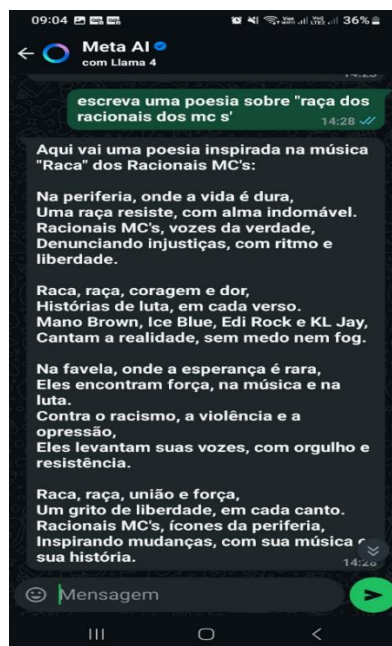 09:04
36%
Meta AI
com Llama 4
escreva uma poesia sobre "raça dos
racionais dos mc s'
14:28
Aqui vai uma poesia inspirada na música
"Raca" dos Racionais MC's:
Na periferia, onde a vida é dura,
Uma raça resiste, com alma indomável.
Racionais MC's, vozes da verdade,
Denunciando injustiças, com ritmo e
liberdade.
Raca, raça, coragem e dor,
Histórias de luta, em cada verso.
Mano Brown, Ice Blue, Edi Rock e KL Jay,
Cantam a realidade, sem medo nem fog.
Na favela, onde a esperança é rara,
Eles encontram força, na música e na
luta.
Contra o racismo, a violência e a
opressão,
Eles levantam suas vozes, com orgulho e
resistência.
Raca, raça, união e força,
Um grito de liberdade, em cada canto.
Racionais MC's, ícones da periferia,
Inspirando mudanças, com sua música e
sua história.
14:28
Mensagem